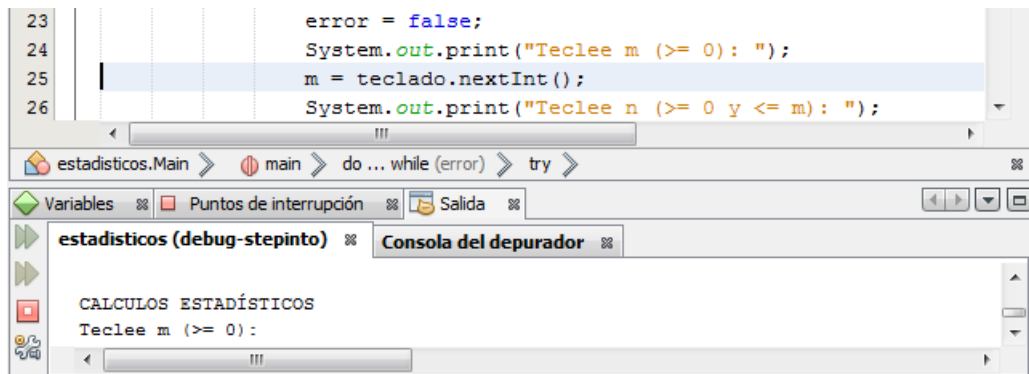 23 error = false;
24 System.out.print("Teclee m (>= 0): ");
25 m = teclado.nextInt();
26 System.out.print("Teclee n (>= 0 y <= m): ");
estadisticos.Main main do ... while (error) try
Variables Puntos de interrupción Salida
estadisticos (debug-stepinto) Consola del depurador
CALCULOS ESTADÍSTICOS
Teclee m (>= 0):